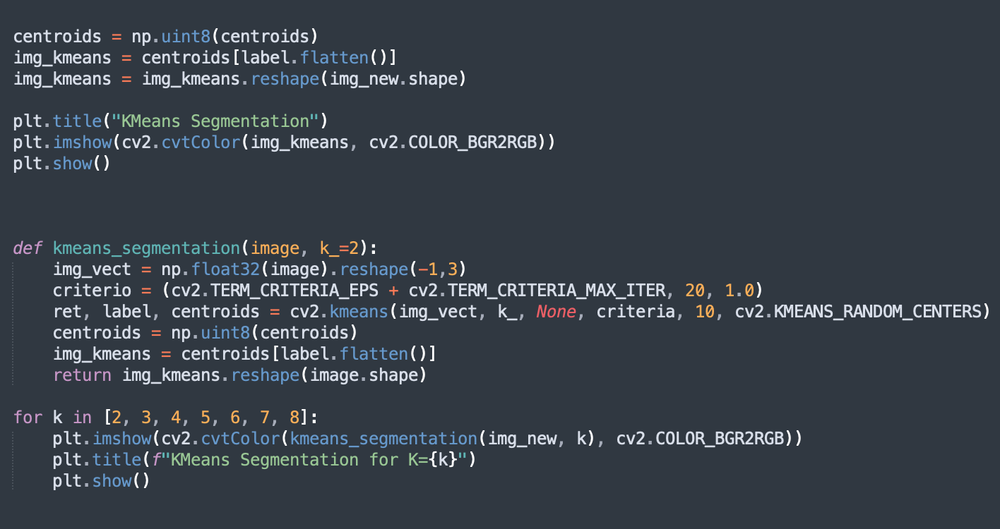 centroids = np.uint8(centroids)
img_kmeans = centroids[label.flatten()]
img_kmeans = img_kmeans.reshape(img_new.shape)
plt.title("KMeans Segmentation")
plt.imshow(cv2.cvtColor(img_kmeans, cv2.COLOR_BGR2RGB))
plt.show()
def kmeans_segmentation(image, k_=2):
    img_vect = np.float32(image).reshape(-1,3)
    criterio = (cv2.TERM_CRITERIA_EPS + cv2.TERM_CRITERIA_MAX_ITER, 20, 1.0)
    ret, label, centroids = cv2.kmeans(img_vect, k_, None, criteria, 10, cv2.KMEANS_RANDOM_CENTERS)
    centroids = np.uint8(centroids)
    img_kmeans = centroids[label.flatten()]
    return img_kmeans.reshape(image.shape)
for k in [2, 3, 4, 5, 6, 7, 8]:
    plt.imshow(cv2.cvtColor(kmeans_segmentation(img_new, k), cv2.COLOR_BGR2RGB))
    plt.title(f"KMeans Segmentation for K={k}")
    plt.show()